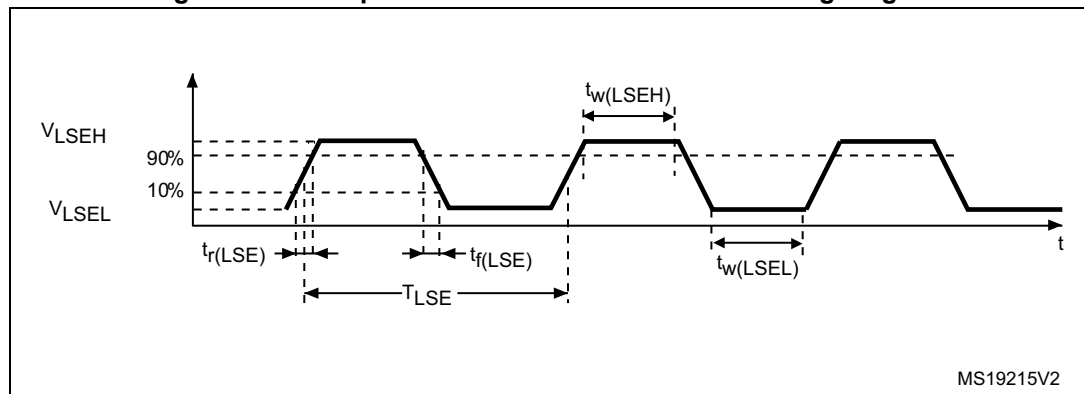 tw(LSEH)
VLSEH
90%
10%
VLSEL
tr(LSE)
tf(LSE)
tw(LSEL)
t
TLSE
MS19215V2